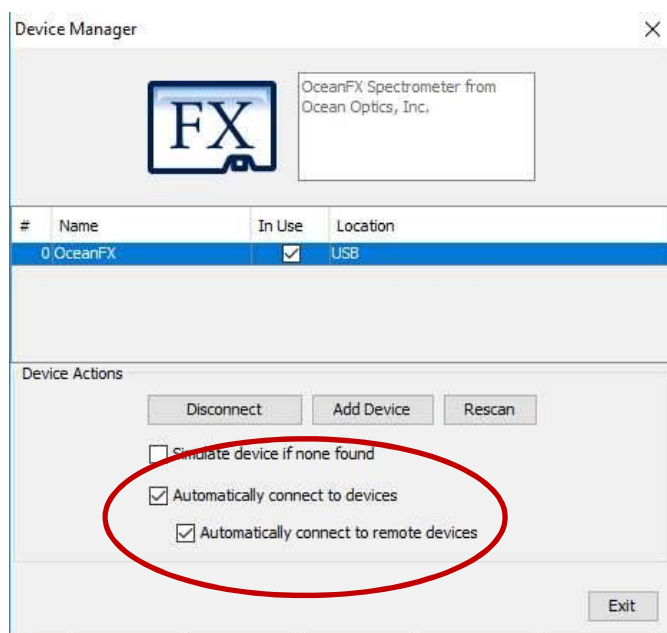 Device Manager
FX
OceanFX Spectrometer from
Ocean Optics, Inc.
# Name In Use Location
0 OceanFX USB
Device Actions
Disconnect Add Device Rescan
Simulate device if none found
Automatically connect to devices
Automatically connect to remote devices
Exit